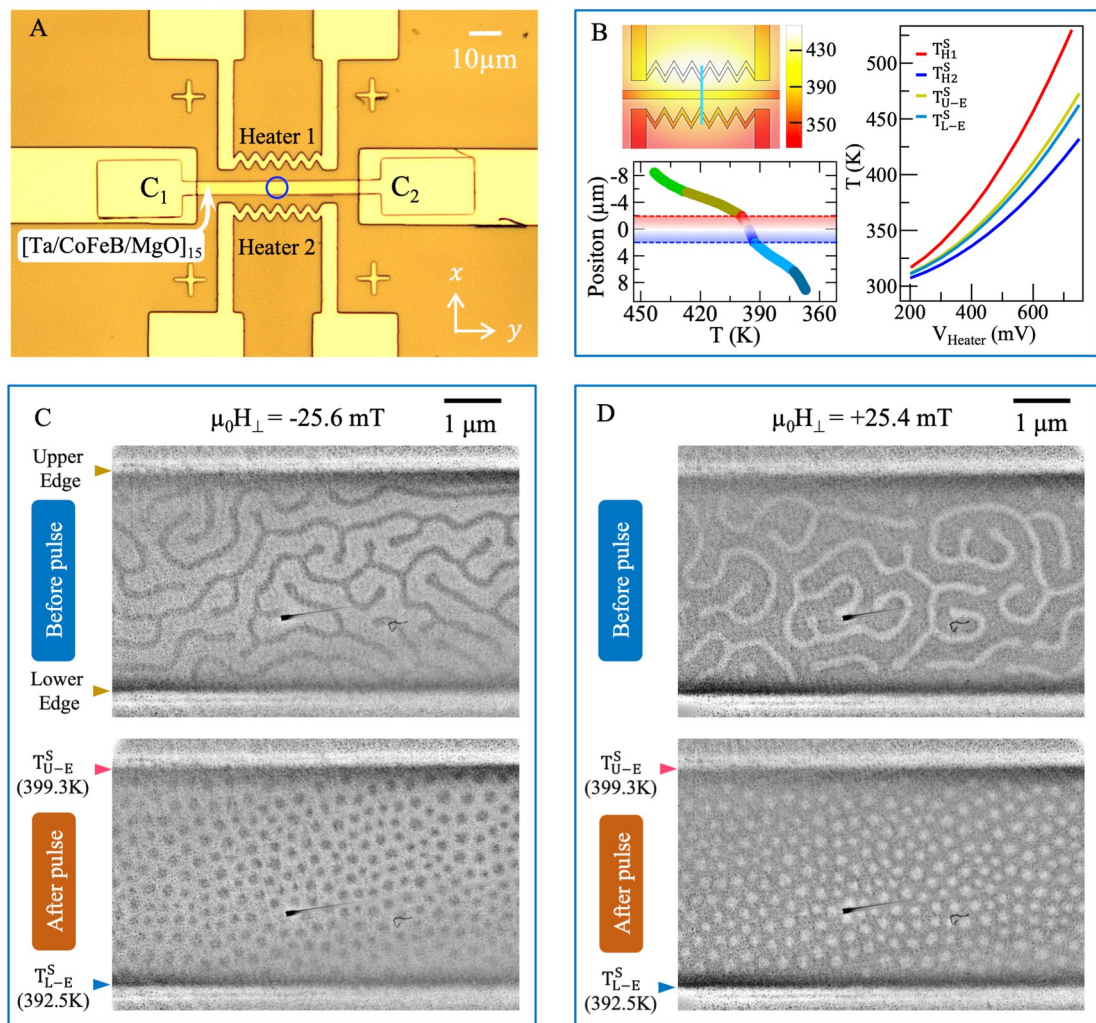 A
10μm
Heater 1
C₁
C₂
[Ta/CoFeB/MgO]₁₅
Heater 2
x
y
B
430
390
350
Positon (μm)
-8
-4
0
4
8
450 420 390 360
T (K)
T (K)
500
450
400
350
300
T^S_H1
T^S_H2
T^S_U-E
T^S_L-E
200 400 600
V_Heater (mV)
C
μ₀H⊥ = -25.6 mT
1 μm
Upper
Edge
Before pulse
Lower
Edge
T^S_U-E
(399.3K)
After pulse
T^S_L-E
(392.5K)
D
μ₀H⊥ = +25.4 mT
1 μm
Before pulse
T^S_U-E
(399.3K)
After pulse
T^S_L-E
(392.5K)